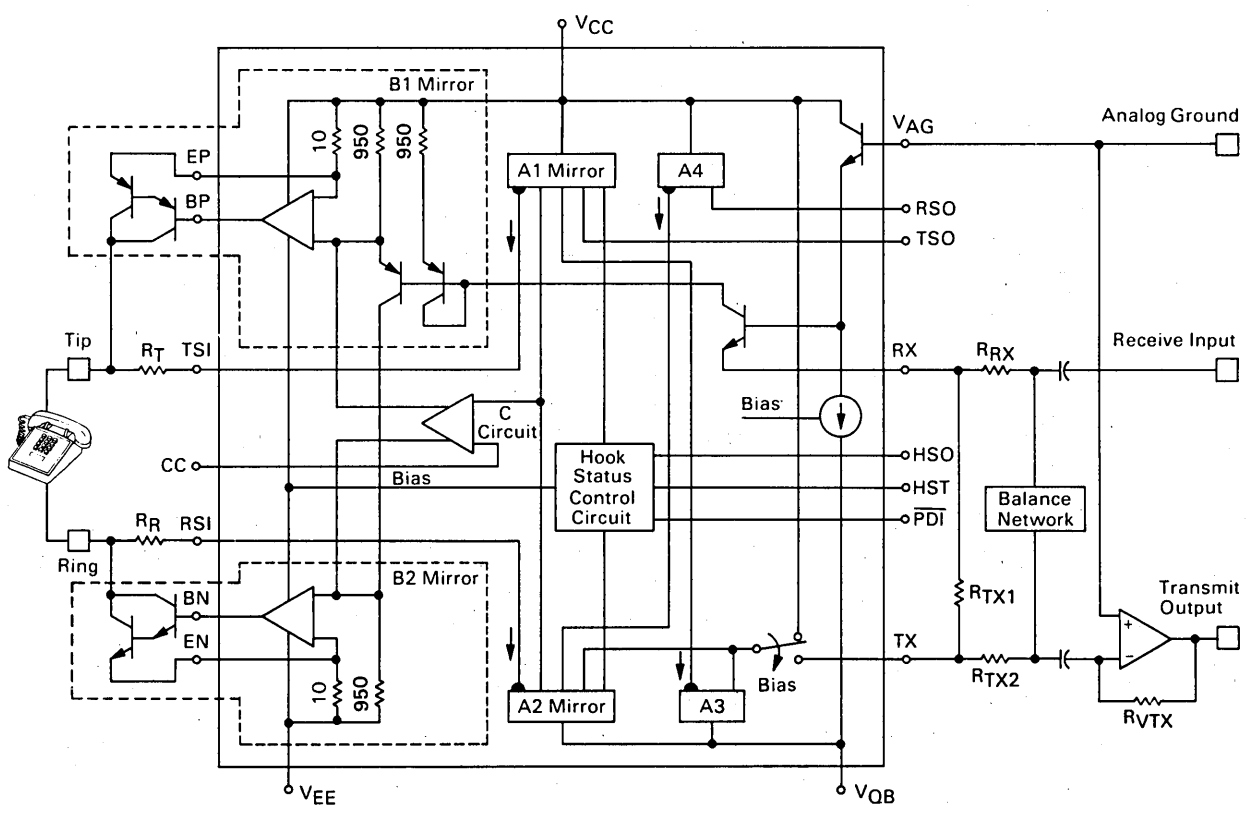 VCC
B1 Mirror
10
950
950
VAG
Analog Ground
EP
A1 Mirror
A4
BP
RSO
TSO
Tip
RT
TSI
RX
RRX
Receive Input
C
Circuit
Bias
CC
Bias
Hook
Status
Control
Circuit
HSO
HST
PDI
Balance
Network
RR
RSI
Ring
B2 Mirror
BN
EN
10
950
RTX1
Transmit
Output
+
−
TX
RTX2
Bias
A2 Mirror
A3
RVTX
VEE
VQB